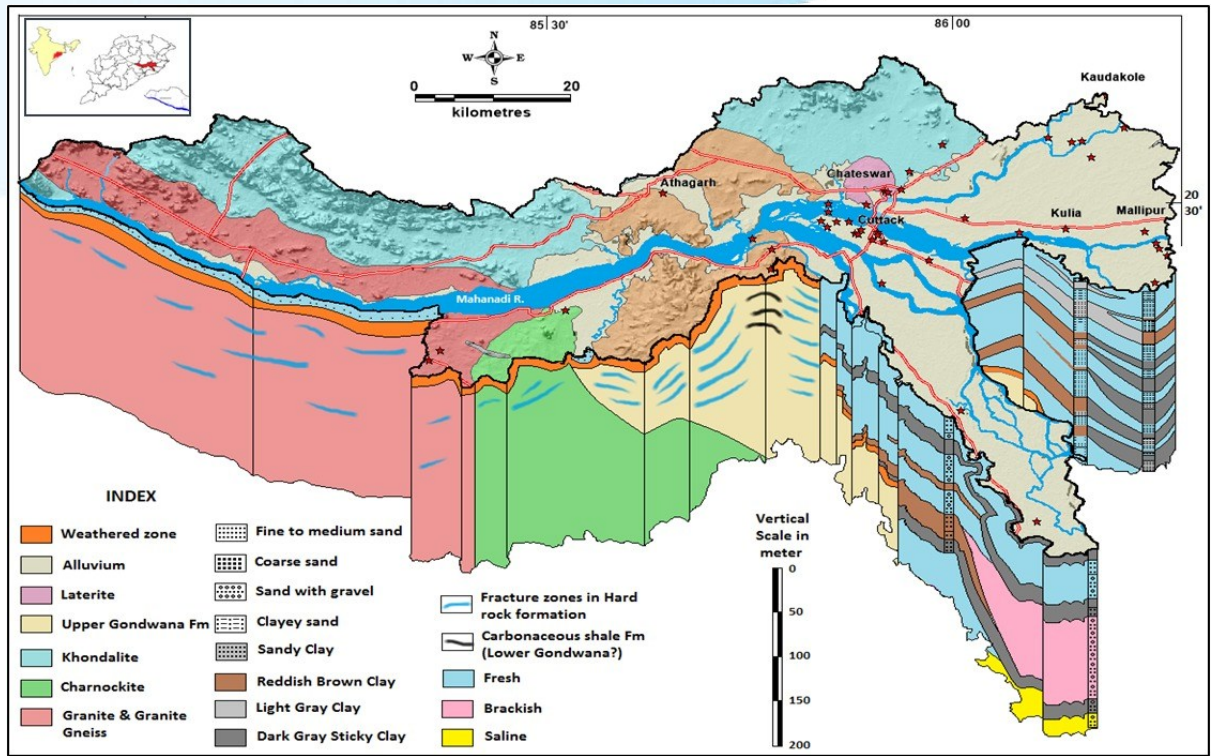 85 30'
86 00
N
W E
S
0 20
kilometres
Kaudakole
Chateswar
Athagarh
20
30'
Cuttack
Kulia
Mallipur
Mahanadi R.
INDEX
Weathered zone
Alluvium
Laterite
Upper Gondwana Fm
Khondalite
Charnockite
Granite & Granite
Gneiss
Fine to medium sand
Coarse sand
Sand with gravel
Clayey sand
Sandy Clay
Reddish Brown Clay
Light Gray Clay
Dark Gray Sticky Clay
Fracture zones in Hard
rock formation
Carbonaceous shale Fm
(Lower Gondwana?)
Fresh
Brackish
Saline
Vertical
Scale in
meter
0
50
100
150
200